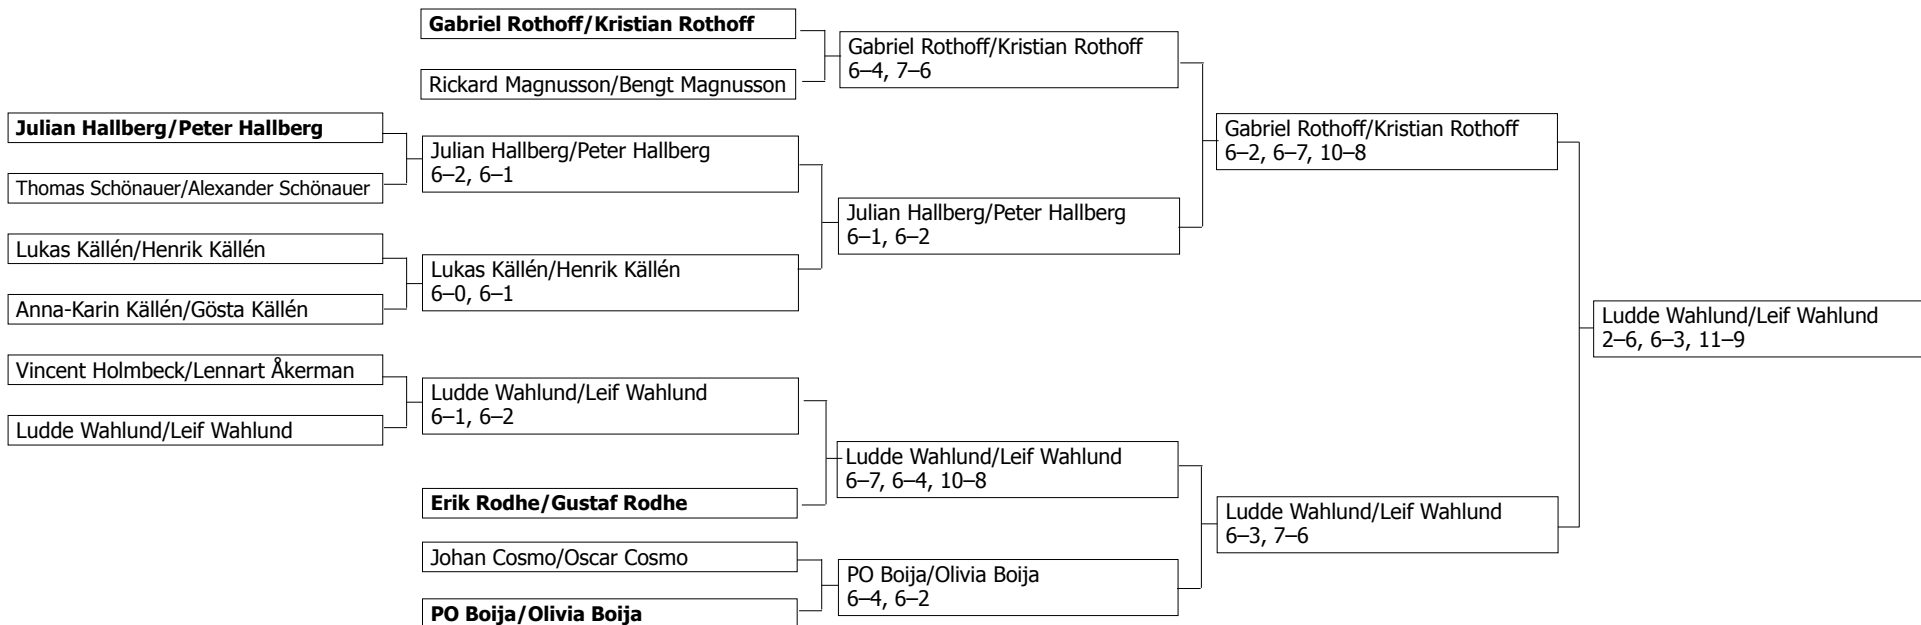 Gabriel Rothoff/Kristian Rothoff
Rickard Magnusson/Bengt Magnusson
Julian Hallberg/Peter Hallberg
Thomas Schönauer/Alexander Schönauer
Lukas Källén/Henrik Källén
Anna-Karin Källén/Gösta Källén
Vincent Holmbeck/Lennart Åkerman
Ludde Wahlund/Leif Wahlund
Julian Hallberg/Peter Hallberg
6–2, 6–1
Lukas Källén/Henrik Källén
6–0, 6–1
Ludde Wahlund/Leif Wahlund
6–1, 6–2
Erik Rodhe/Gustaf Rodhe
Johan Cosmo/Oscar Cosmo
PO Boija/Olivia Boija
Gabriel Rothoff/Kristian Rothoff
6–4, 7–6
Julian Hallberg/Peter Hallberg
6–1, 6–2
Ludde Wahlund/Leif Wahlund
6–7, 6–4, 10–8
PO Boija/Olivia Boija
6–4, 6–2
Gabriel Rothoff/Kristian Rothoff
6–2, 6–7, 10–8
Ludde Wahlund/Leif Wahlund
6–3, 7–6
Ludde Wahlund/Leif Wahlund
2–6, 6–3, 11–9